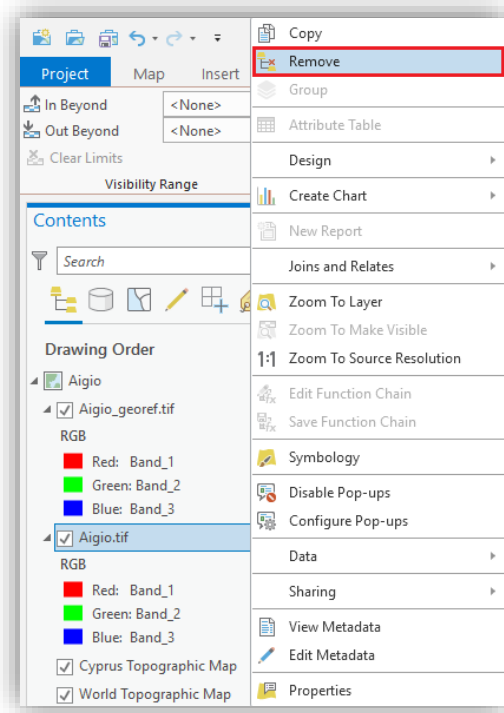 Project Map Insert
In Beyond <None>
Out Beyond <None>
Clear Limits
Visibility Range
Contents
Search
Drawing Order
Aigio
Aigio_georef.tif
RGB
Red: Band_1
Green: Band_2
Blue: Band_3
Aigio.tif
RGB
Red: Band_1
Green: Band_2
Blue: Band_3
Cyprus Topographic Map
World Topographic Map
Copy
Remove
Group
Attribute Table
Design
Create Chart
New Report
Joins and Relates
Zoom To Layer
Zoom To Make Visible
1:1 Zoom To Source Resolution
Edit Function Chain
Save Function Chain
Symbology
Disable Pop-ups
Configure Pop-ups
Data
Sharing
View Metadata
Edit Metadata
Properties